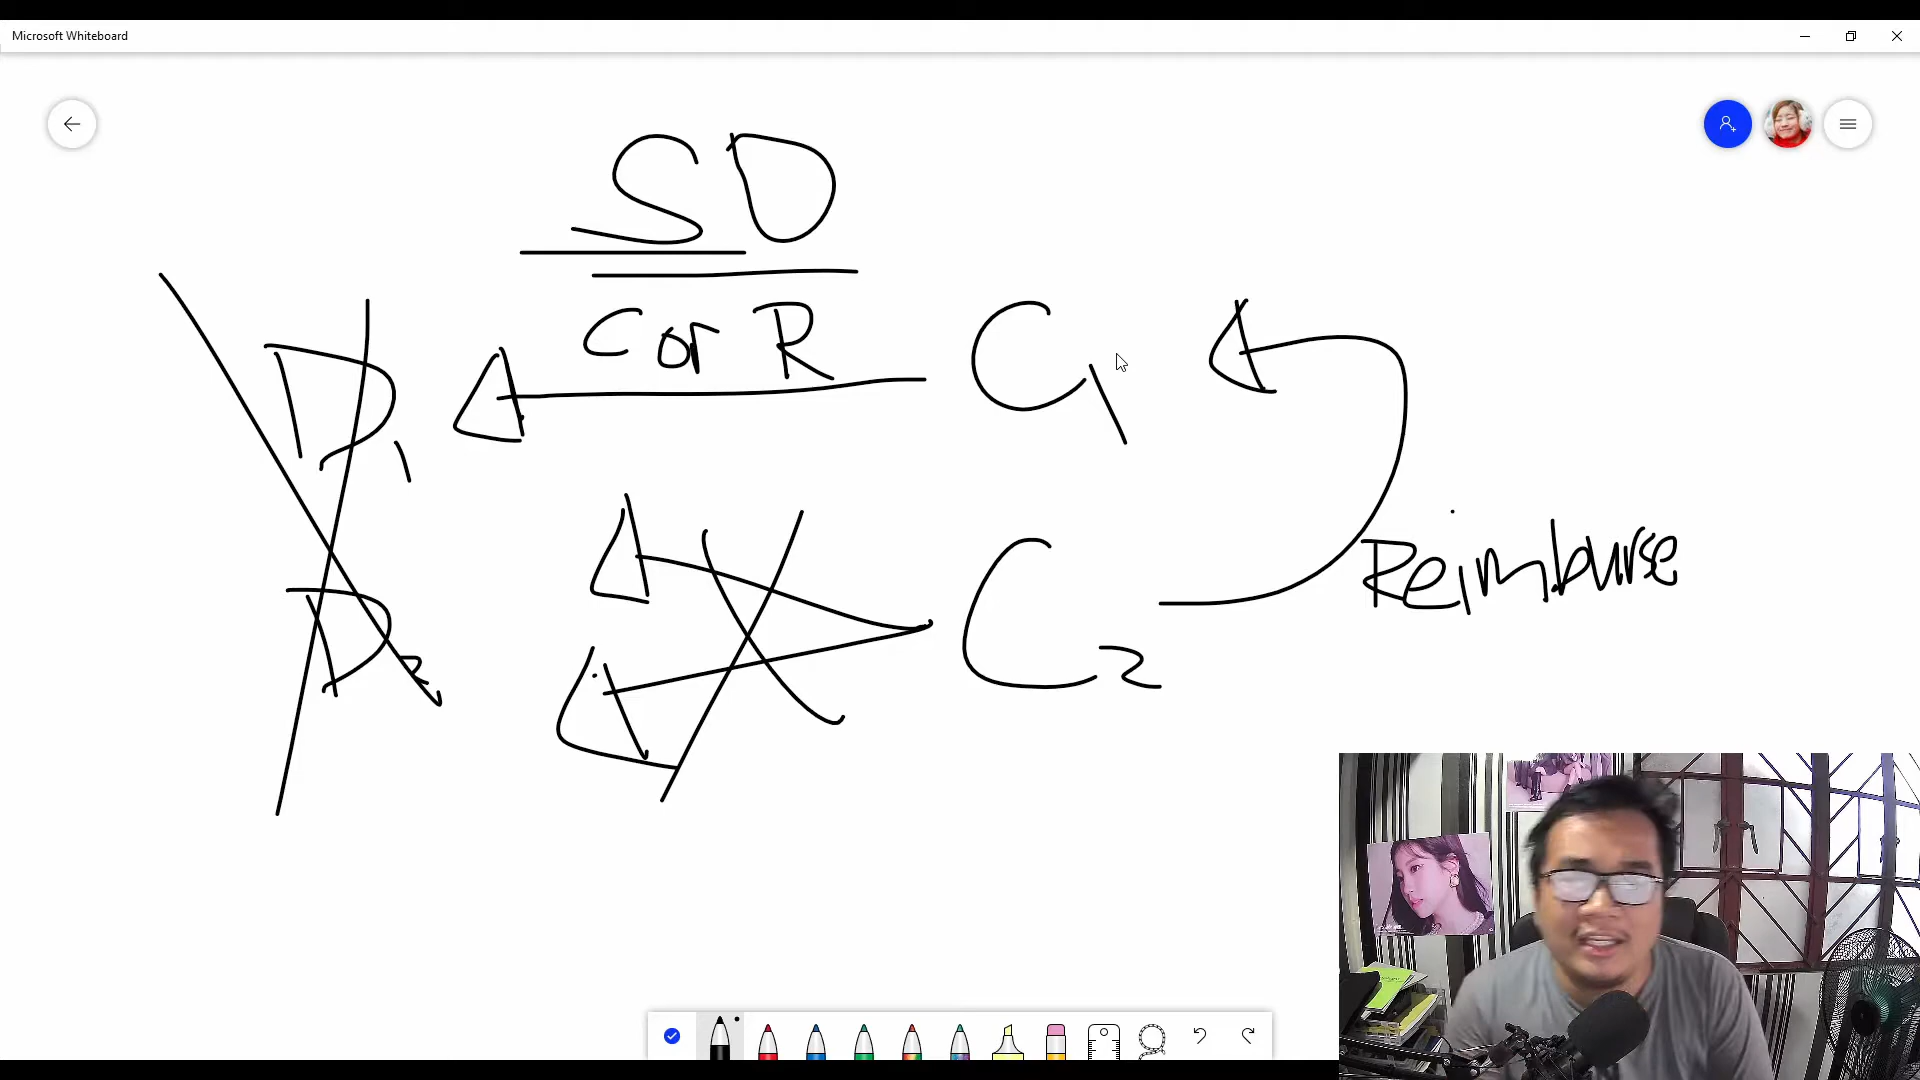 Microsoft Whiteboard
SD
C or R
D1
C1
D2
C2
Reimburse